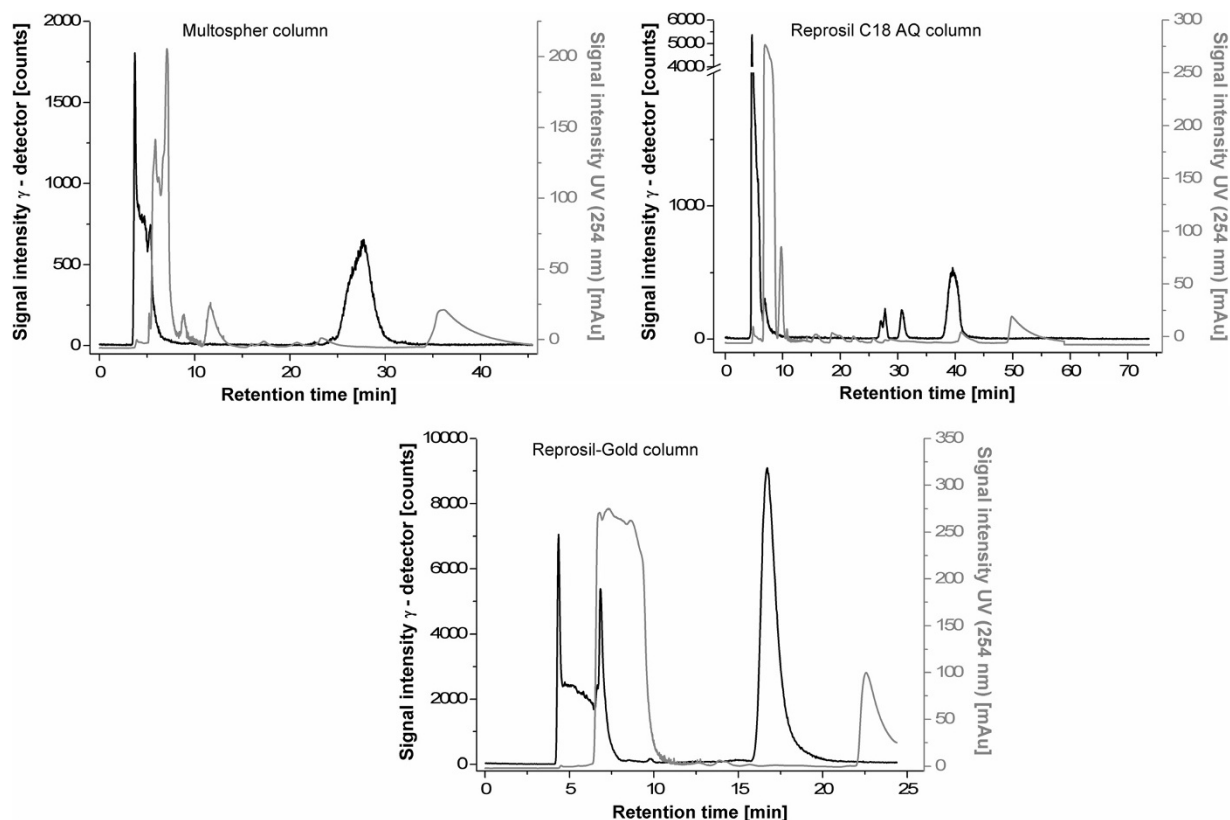 Multospher column
Signal intensity γ - detector [counts]
2000
1500
1000
500
0
Signal intensity UV (254 nm) [mAu]
200
150
100
50
0
0 10 20 30 40
Retention time [min]
Reprosil C18 AQ column
Signal intensity γ - detector [counts]
6000
5000
4000
1000
0
Signal intensity UV (254 nm) [mAu]
300
250
200
150
100
50
0
0 10 20 30 40 50 60 70
Retention time [min]
Reprosil-Gold column
Signal intensity γ - detector [counts]
10000
8000
6000
4000
2000
0
Signal intensity UV (254 nm) [mAu]
350
300
250
200
150
100
50
0
0 5 10 15 20 25
Retention time [min]